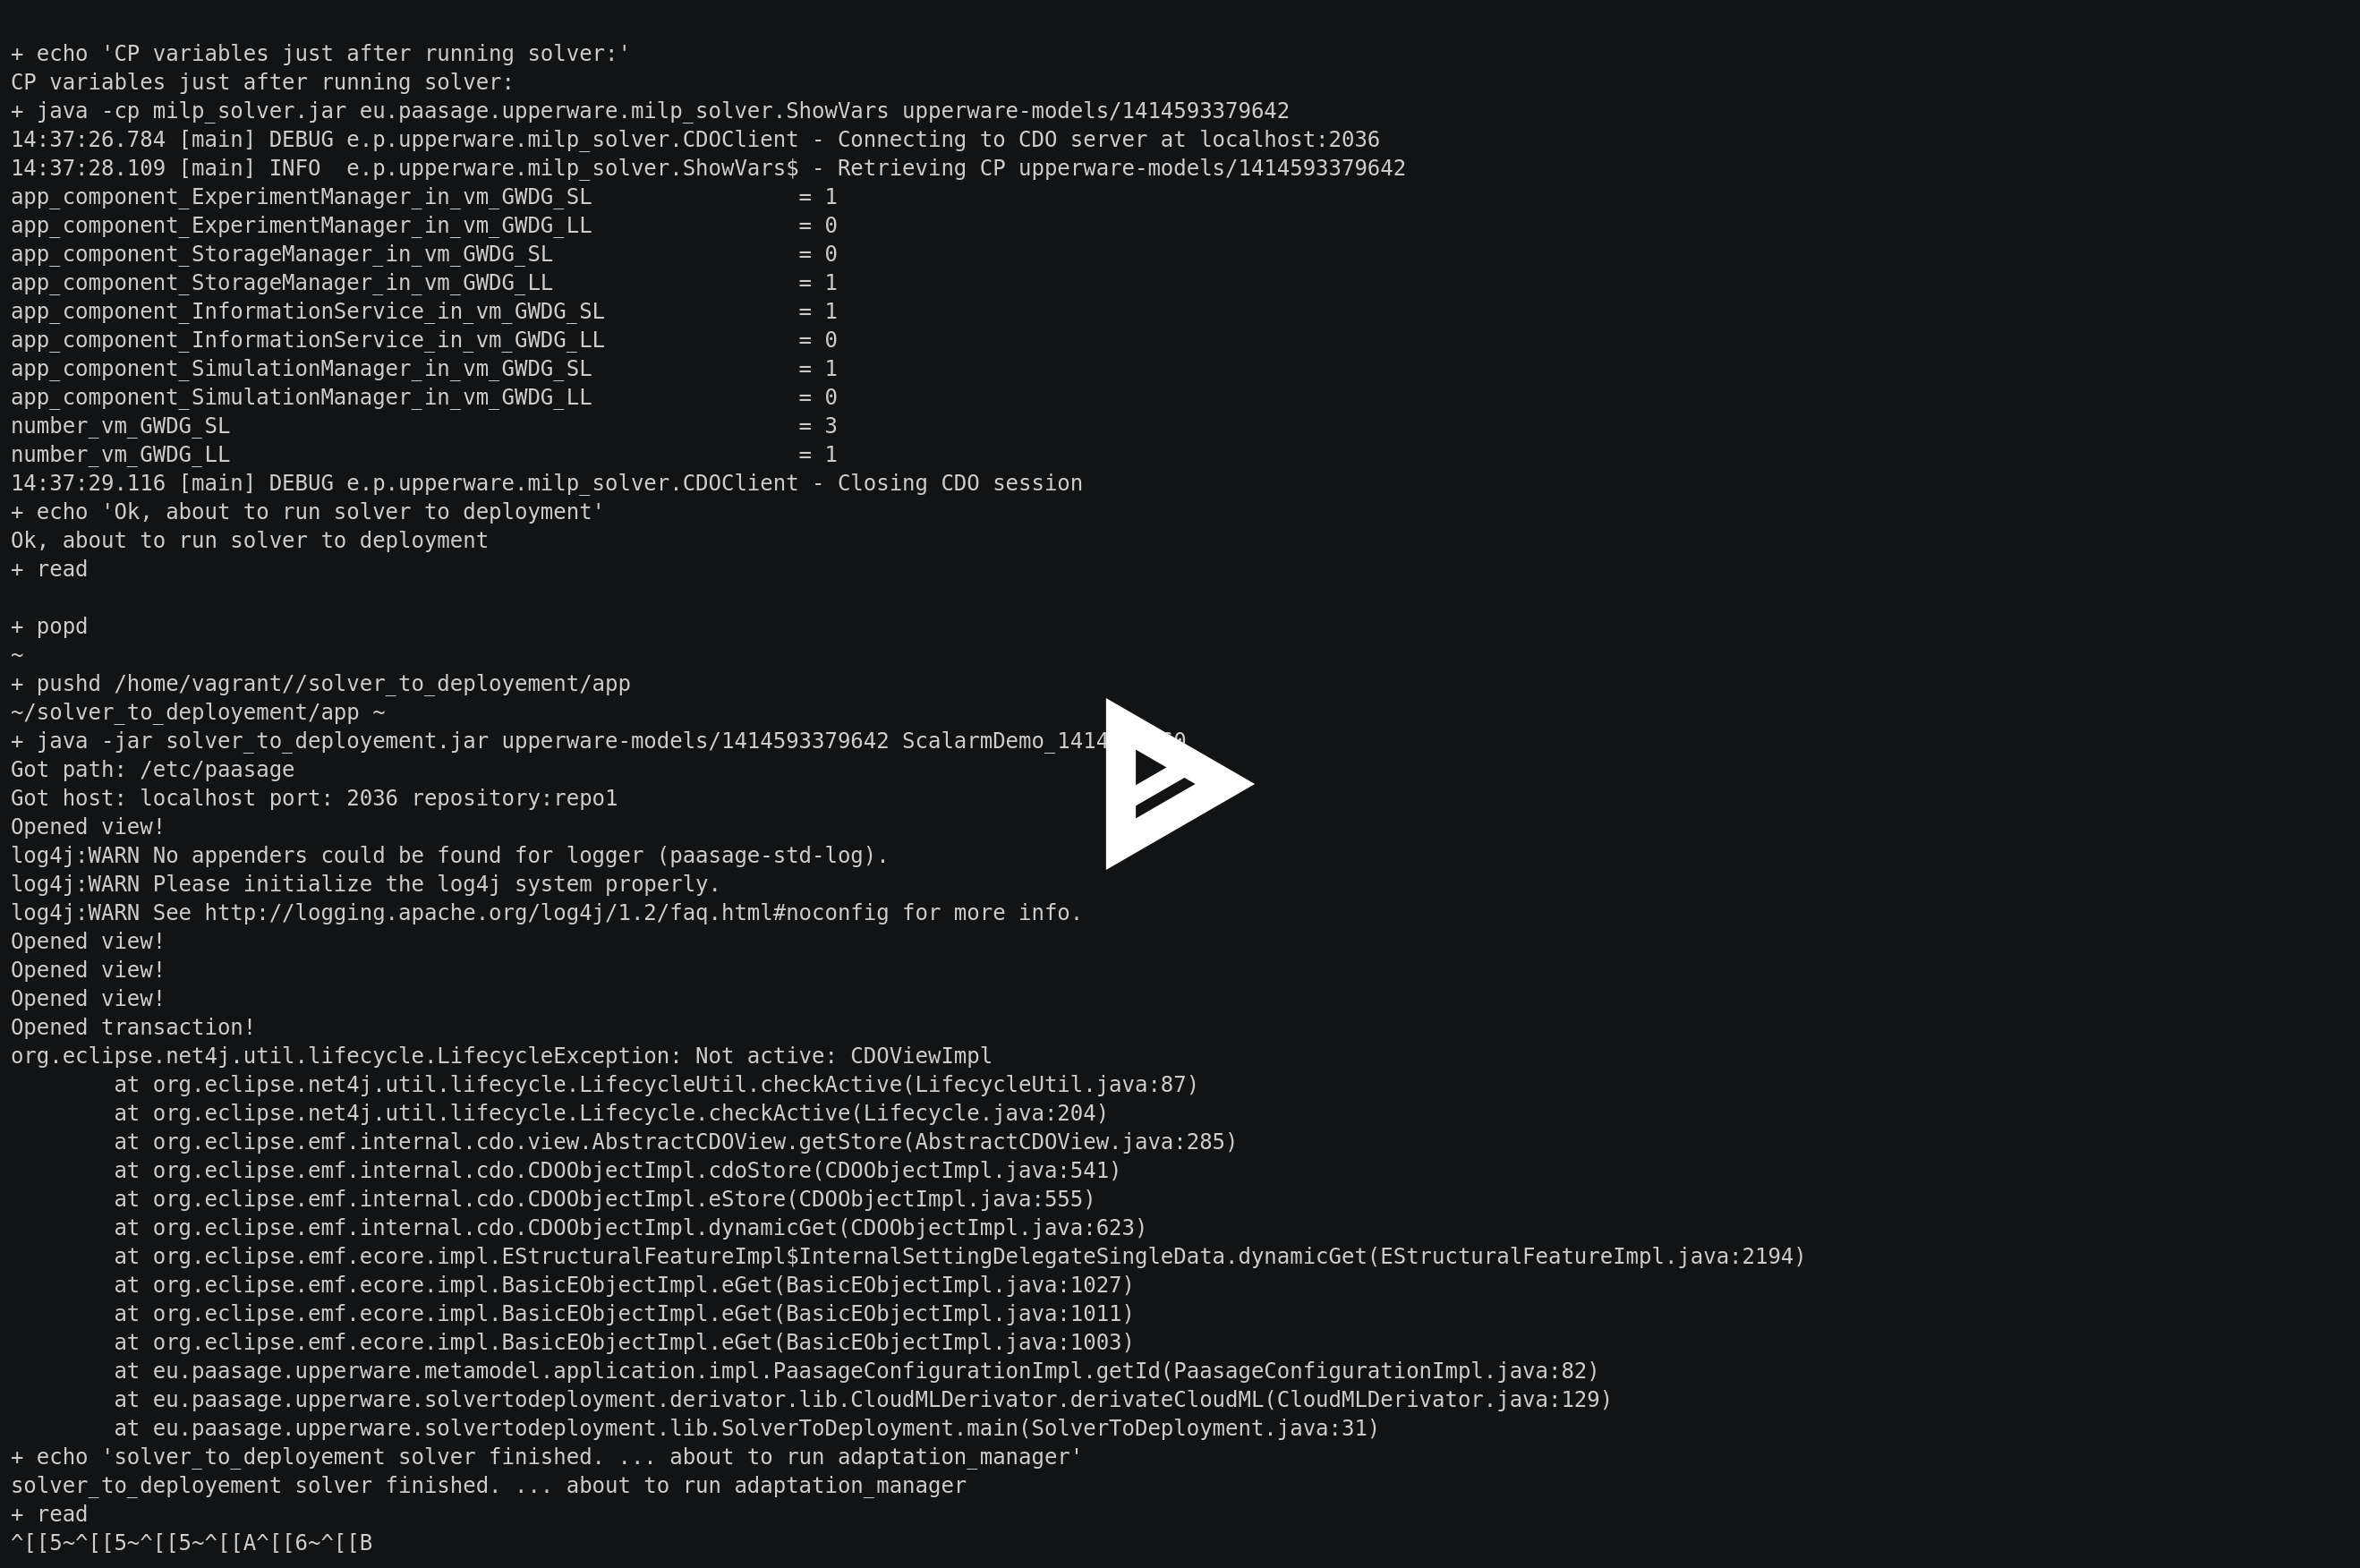 + echo 'CP variables just after running solver:'
CP variables just after running solver:
+ java -cp milp_solver.jar eu.paasage.upperware.milp_solver.ShowVars upperware-models/1414593379642
14:37:26.784 [main] DEBUG e.p.upperware.milp_solver.CDOClient - Connecting to CDO server at localhost:2036
14:37:28.109 [main] INFO  e.p.upperware.milp_solver.ShowVars$ - Retrieving CP upperware-models/1414593379642
app_component_ExperimentManager_in_vm_GWDG_SL                = 1
app_component_ExperimentManager_in_vm_GWDG_LL                = 0
app_component_StorageManager_in_vm_GWDG_SL                   = 0
app_component_StorageManager_in_vm_GWDG_LL                   = 1
app_component_InformationService_in_vm_GWDG_SL               = 1
app_component_InformationService_in_vm_GWDG_LL               = 0
app_component_SimulationManager_in_vm_GWDG_SL                = 1
app_component_SimulationManager_in_vm_GWDG_LL                = 0
number_vm_GWDG_SL                                            = 3
number_vm_GWDG_LL                                            = 1
14:37:29.116 [main] DEBUG e.p.upperware.milp_solver.CDOClient - Closing CDO session
+ echo 'Ok, about to run solver to deployment'
Ok, about to run solver to deployment
+ read
+ popd
~
+ pushd /home/vagrant//solver_to_deployement/app
~/solver_to_deployement/app ~
+ java -jar solver_to_deployement.jar upperware-models/1414593379642
Got path: /etc/paasage
Got host: localhost port: 2036 repository:repo1
Opened view!
log4j:WARN No appenders could be found for logger (paasage-std-log).
log4j:WARN Please initialize the log4j system properly.
log4j:WARN See http://logging.apache.org/log4j/1.2/faq.html#noconfig for more info.
Opened view!
Opened view!
Opened view!
Opened transaction!
org.eclipse.net4j.util.lifecycle.LifecycleException: Not active: CDOViewImpl
        at org.eclipse.net4j.util.lifecycle.LifecycleUtil.checkActive(LifecycleUtil.java:87)
        at org.eclipse.net4j.util.lifecycle.Lifecycle.checkActive(Lifecycle.java:204)
        at org.eclipse.emf.internal.cdo.view.AbstractCDOView.getStore(AbstractCDOView.java:285)
        at org.eclipse.emf.internal.cdo.CDOObjectImpl.cdoStore(CDOObjectImpl.java:541)
        at org.eclipse.emf.internal.cdo.CDOObjectImpl.eStore(CDOObjectImpl.java:555)
        at org.eclipse.emf.internal.cdo.CDOObjectImpl.dynamicGet(CDOObjectImpl.java:623)
        at org.eclipse.emf.ecore.impl.EStructuralFeatureImpl$InternalSettingDelegateSingleData.dynamicGet(EStructuralFeatureImpl.java:2194)
        at org.eclipse.emf.ecore.impl.BasicEObjectImpl.eGet(BasicEObjectImpl.java:1027)
        at org.eclipse.emf.ecore.impl.BasicEObjectImpl.eGet(BasicEObjectImpl.java:1011)
        at org.eclipse.emf.ecore.impl.BasicEObjectImpl.eGet(BasicEObjectImpl.java:1003)
        at eu.paasage.upperware.metamodel.application.impl.PaasageConfigurationImpl.getId(PaasageConfigurationImpl.java:82)
        at eu.paasage.upperware.solvertodeployment.derivator.lib.CloudMLDerivator.derivateCloudML(CloudMLDerivator.java:129)
        at eu.paasage.upperware.solvertodeployment.lib.SolverToDeployment.main(SolverToDeployment.java:31)
+ echo 'solver_to_deployement solver finished. ... about to run adaptation_manager'
solver_to_deployement solver finished. ... about to run adaptation_manager
+ read
^[[5~^[[5~^[[5~^[[A^[[6~^[[B